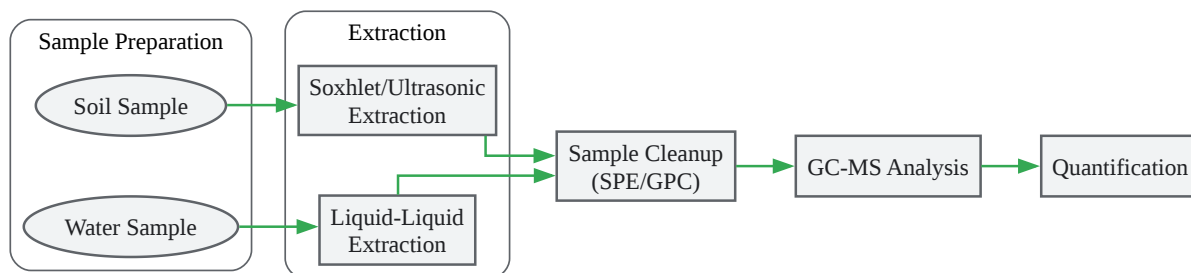 Sample Preparation
Extraction
Soil Sample
Soxhlet/Ultrasonic
Extraction
Water Sample
Liquid-Liquid
Extraction
Sample Cleanup
(SPE/GPC)
GC-MS Analysis
Quantification